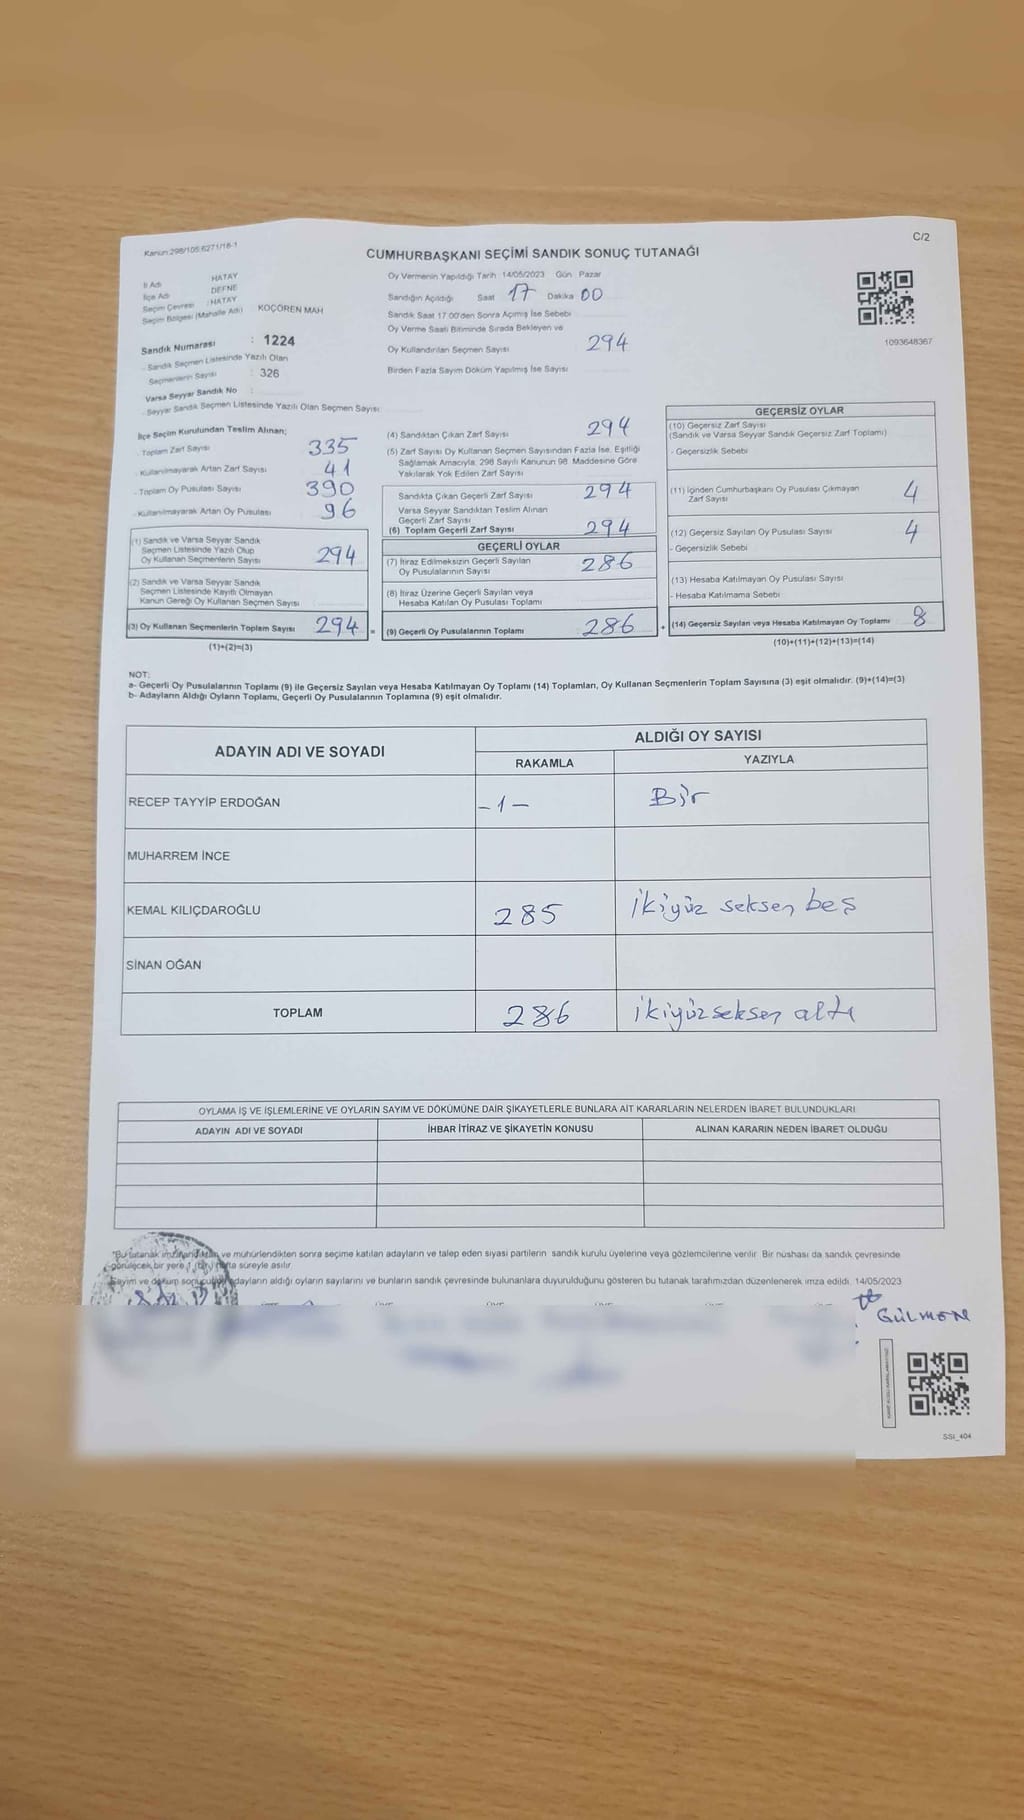 Kanun:298/105;6271/18-1
C/2
CUMHURBAŞKANI SEÇİMİ SANDIK SONUÇ TUTANAĞI
İl Adı HATAY
İlçe Adı DEFNE
Seçim Çevresi : HATAY
Seçim Bölgesi (Mahalle Adı) KOÇÖREN MAH
Sandık Numarası : 1224
- Sandık Seçmen Listesinde Yazılı Olan
Seçmenlerin Sayısı : 326
Varsa Seyyar Sandık No :
- Seyyar Sandık Seçmen Listesinde Yazılı Olan Seçmen Sayısı
Oy Vermenin Yapıldığı Tarih 14/05/2023 Gün Pazar
Sandığın Açıldığı Saat 17 Dakika 00
Sandık Saat 17.00'den Sonra Açılmış İse Sebebi
Oy Verme Saati Bitiminde Sırada Bekleyen ve
Oy Kullandırılan Seçmen Sayısı 294
Birden Fazla Sayım Döküm Yapılmış İse Sayısı
1093648367
İlçe Seçim Kurulundan Teslim Alınan;
- Toplam Zarf Sayısı 335
- Kullanılmayarak Artan Zarf Sayısı 41
- Toplam Oy Pusulası Sayısı 390
- Kullanılmayarak Artan Oy Pusulası 96
(1) Sandık ve Varsa Seyyar Sandık
Seçmen Listesinde Yazılı Olup
Oy Kullanan Seçmenlerin Sayısı 294
(2) Sandık ve Varsa Seyyar Sandık
Seçmen Listesinde Kayıtlı Olmayan
Kanun Gereği Oy Kullanan Seçmen Sayısı
(3) Oy Kullanan Seçmenlerin Toplam Sayısı 294 =
(1)+(2)=(3)
(4) Sandıktan Çıkan Zarf Sayısı 294
(5) Zarf Sayısı Oy Kullanan Seçmen Sayısından Fazla İse, Eşitliği
Sağlamak Amacıyla, 298 Sayılı Kanunun 98. Maddesine Göre
Yakılarak Yok Edilen Zarf Sayısı
Sandıkta Çıkan Geçerli Zarf Sayısı 294
Varsa Seyyar Sandıktan Teslim Alınan
Geçerli Zarf Sayısı
(6) Toplam Geçerli Zarf Sayısı 294
GEÇERLİ OYLAR
(7) İtiraz Edilmeksizin Geçerli Sayılan
Oy Pusulalarının Sayısı 286
(8) İtiraz Üzerine Geçerli Sayılan veya
Hesaba Katılan Oy Pusulası Toplamı
(9) Geçerli Oy Pusulalarının Toplamı 286 +
GEÇERSİZ OYLAR
(10) Geçersiz Zarf Sayısı
(Sandık ve Varsa Seyyar Sandık Geçersiz Zarf Toplamı)
- Geçersizlik Sebebi
(11) İçinden Cumhurbaşkanı Oy Pusulası Çıkmayan
Zarf Sayısı 4
(12) Geçersiz Sayılan Oy Pusulası Sayısı 4
- Geçersizlik Sebebi
(13) Hesaba Katılmayan Oy Pusulası Sayısı
- Hesaba Katılmama Sebebi
(14) Geçersiz Sayılan veya Hesaba Katılmayan Oy Toplamı 8
(10)+(11)+(12)+(13)=(14)
NOT:
a- Geçerli Oy Pusulalarının Toplamı (9) ile Geçersiz Sayılan veya Hesaba Katılmayan Oy Toplamı (14) Toplamları, Oy Kullanan Seçmenlerin Toplam Sayısına (3) eşit olmalıdır. (9)+(14)=(3)
b- Adayların Aldığı Oyların Toplamı, Geçerli Oy Pusulalarının Toplamına (9) eşit olmalıdır.
ADAYIN ADI VE SOYADI ALDIĞI OY SAYISI
RAKAMLA YAZIYLA
RECEP TAYYİP ERDOĞAN -1- Bir
MUHARREM İNCE
KEMAL KILIÇDAROĞLU 285 ikiyüz seksen beş
SİNAN OĞAN
TOPLAM 286 ikiyüzseksen altı
OYLAMA İŞ VE İŞLEMLERİNE VE OYLARIN SAYIM VE DÖKÜMÜNE DAİR ŞİKAYETLERLE BUNLARA AİT KARARLARIN NELERDEN İBARET BULUNDUKLARI
ADAYIN ADI VE SOYADI İHBAR İTİRAZ VE ŞİKAYETİN KONUSU ALINAN KARARIN NEDEN İBARET OLDUĞU
"Bu tutanak imzalandıktan ve mühürlendikten sonra seçime katılan adayların ve talep eden siyasi partilerin sandık kurulu üyelerine veya gözlemcilerine verilir. Bir nüshası da sandık çevresinde
görülecek bir yere 1 (bir) hafta süreyle asılır.
Sayım ve döküm sonucunda adayların aldığı oyların sayılarını ve bunların sandık çevresinde bulunanlara duyurulduğunu gösteren bu tutanak tarafımızdan düzenlenerek imza edildi. 14/05/2023
GÜLMEN
SSI_404